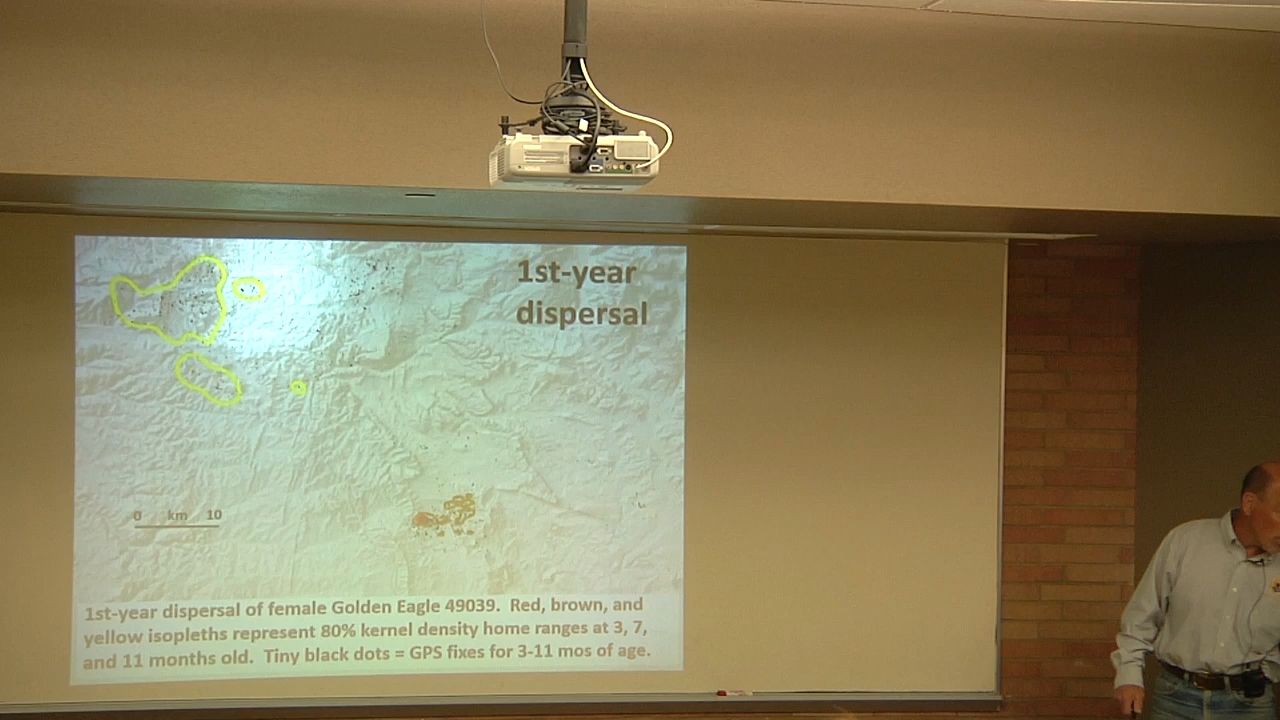 1st-year
dispersal
0 km 10
1st-year dispersal of female Golden Eagle 49039. Red, brown, and
yellow isopleths represent 80% kernel density home ranges at 3, 7,
and 11 months old. Tiny black dots = GPS fixes for 3-11 mos of age.